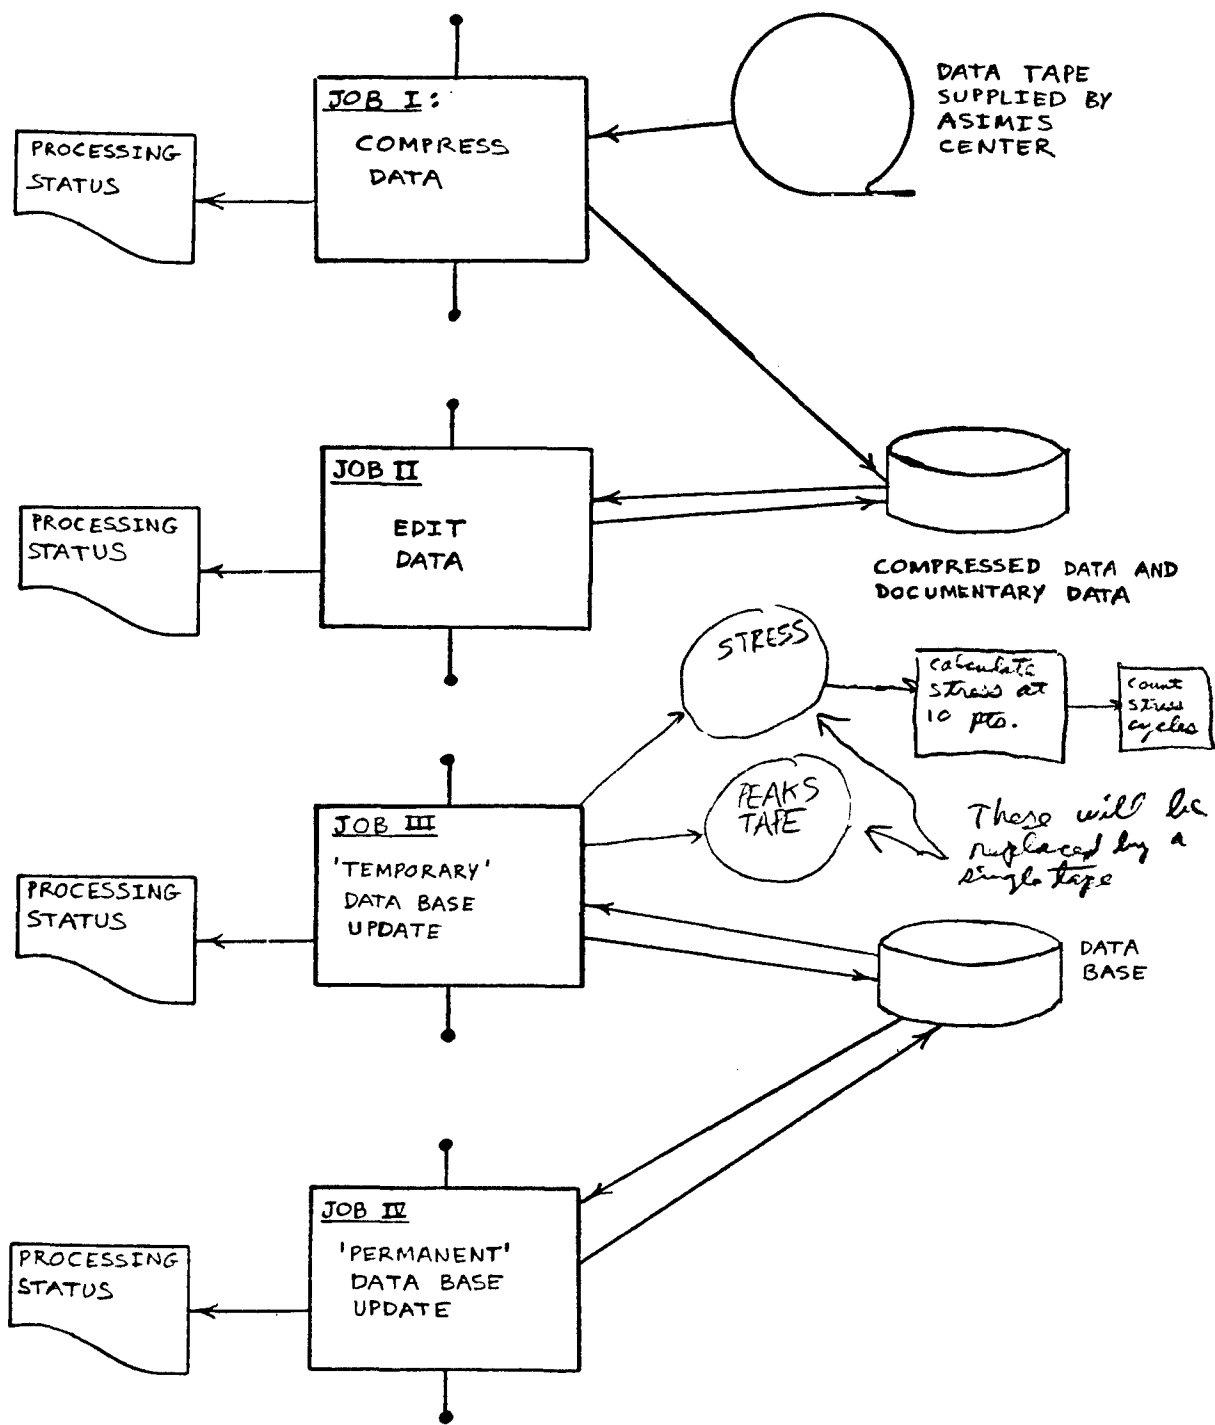 JOB I:
COMPRESS
DATA
DATA TAPE
SUPPLIED BY
ASIMIS
CENTER
PROCESSING
STATUS
JOB II
EDIT
DATA
PROCESSING
STATUS
COMPRESSED DATA AND
DOCUMENTARY DATA
STRESS
calculate
stress at
10 pts.
count
stress
cycles
PEAKS
TAPE
These will be
replaced by a
single tape
JOB III
'TEMPORARY'
DATA BASE
UPDATE
PROCESSING
STATUS
DATA
BASE
JOB IV
'PERMANENT'
DATA BASE
UPDATE
PROCESSING
STATUS